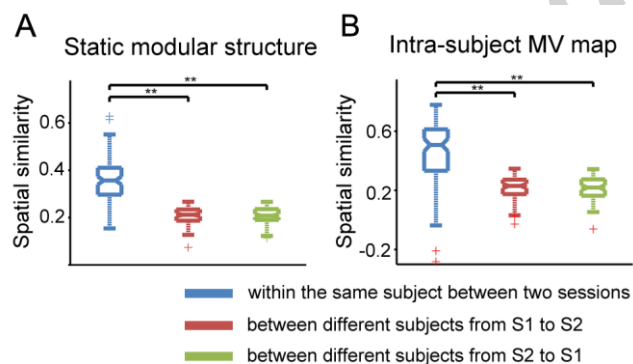 A
Static modular structure
**
**
Spatial similarity
0.6
0.4
0.2
B
Intra-subject MV map
**
**
Spatial similarity
0.6
0.2
-0.2
within the same subject between two sessions
between different subjects from S1 to S2
between different subjects from S2 to S1